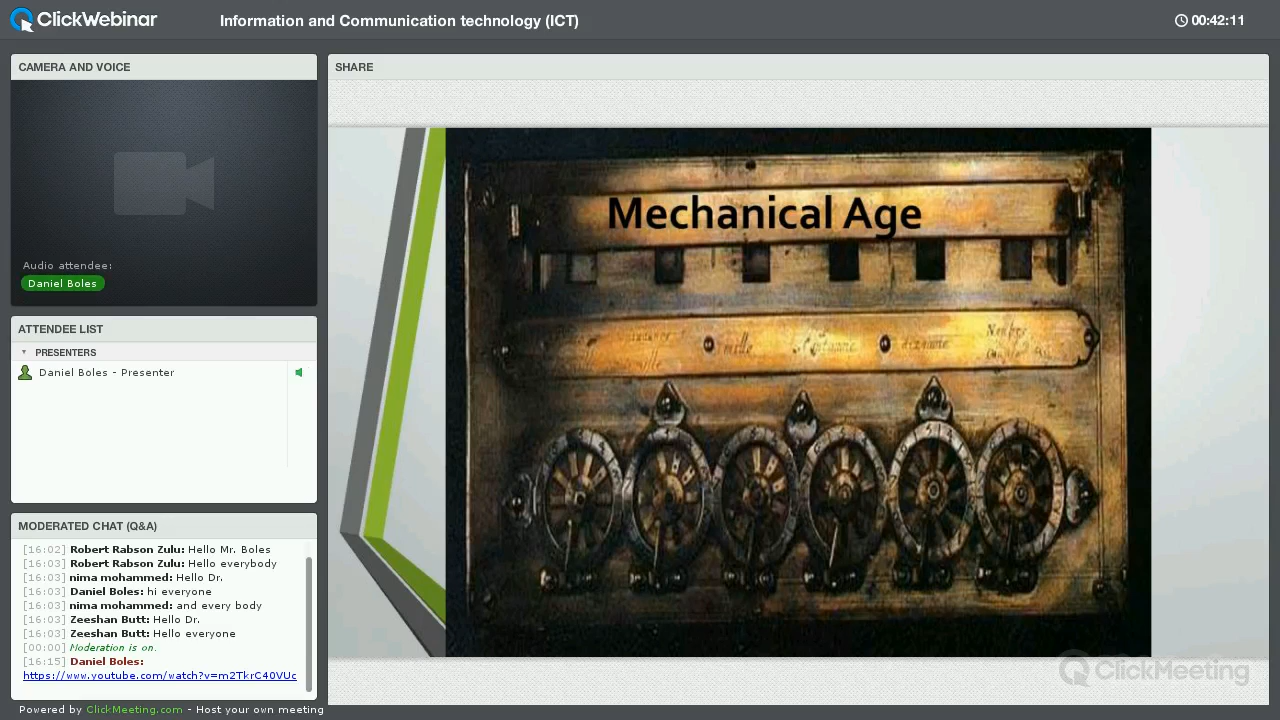 ClickWebinar
Information and Communication technology (ICT)
00:42:11
CAMERA AND VOICE
Audio attendee:
Daniel Boles
ATTENDEE LIST
PRESENTERS
Daniel Boles - Presenter
MODERATED CHAT (Q&A)
[16:02] Robert Rabson Zulu: Hello Mr. Boles
[16:03] Robert Rabson Zulu: Hello everybody
[16:03] nima mohammed: Hello Dr.
[16:03] Daniel Boles: hi everyone
[16:03] nima mohammed: and every body
[16:03] Zeeshan Butt: Hello Dr.
[16:03] Zeeshan Butt: Hello everyone
[00:00] Moderation is on.
[16:15] Daniel Boles:
https://www.youtube.com/watch?v=m2TkrC40VUc
Powered by ClickMeeting.com - Host your own meeting
SHARE
Mechanical Age
mille
ClickMeeting